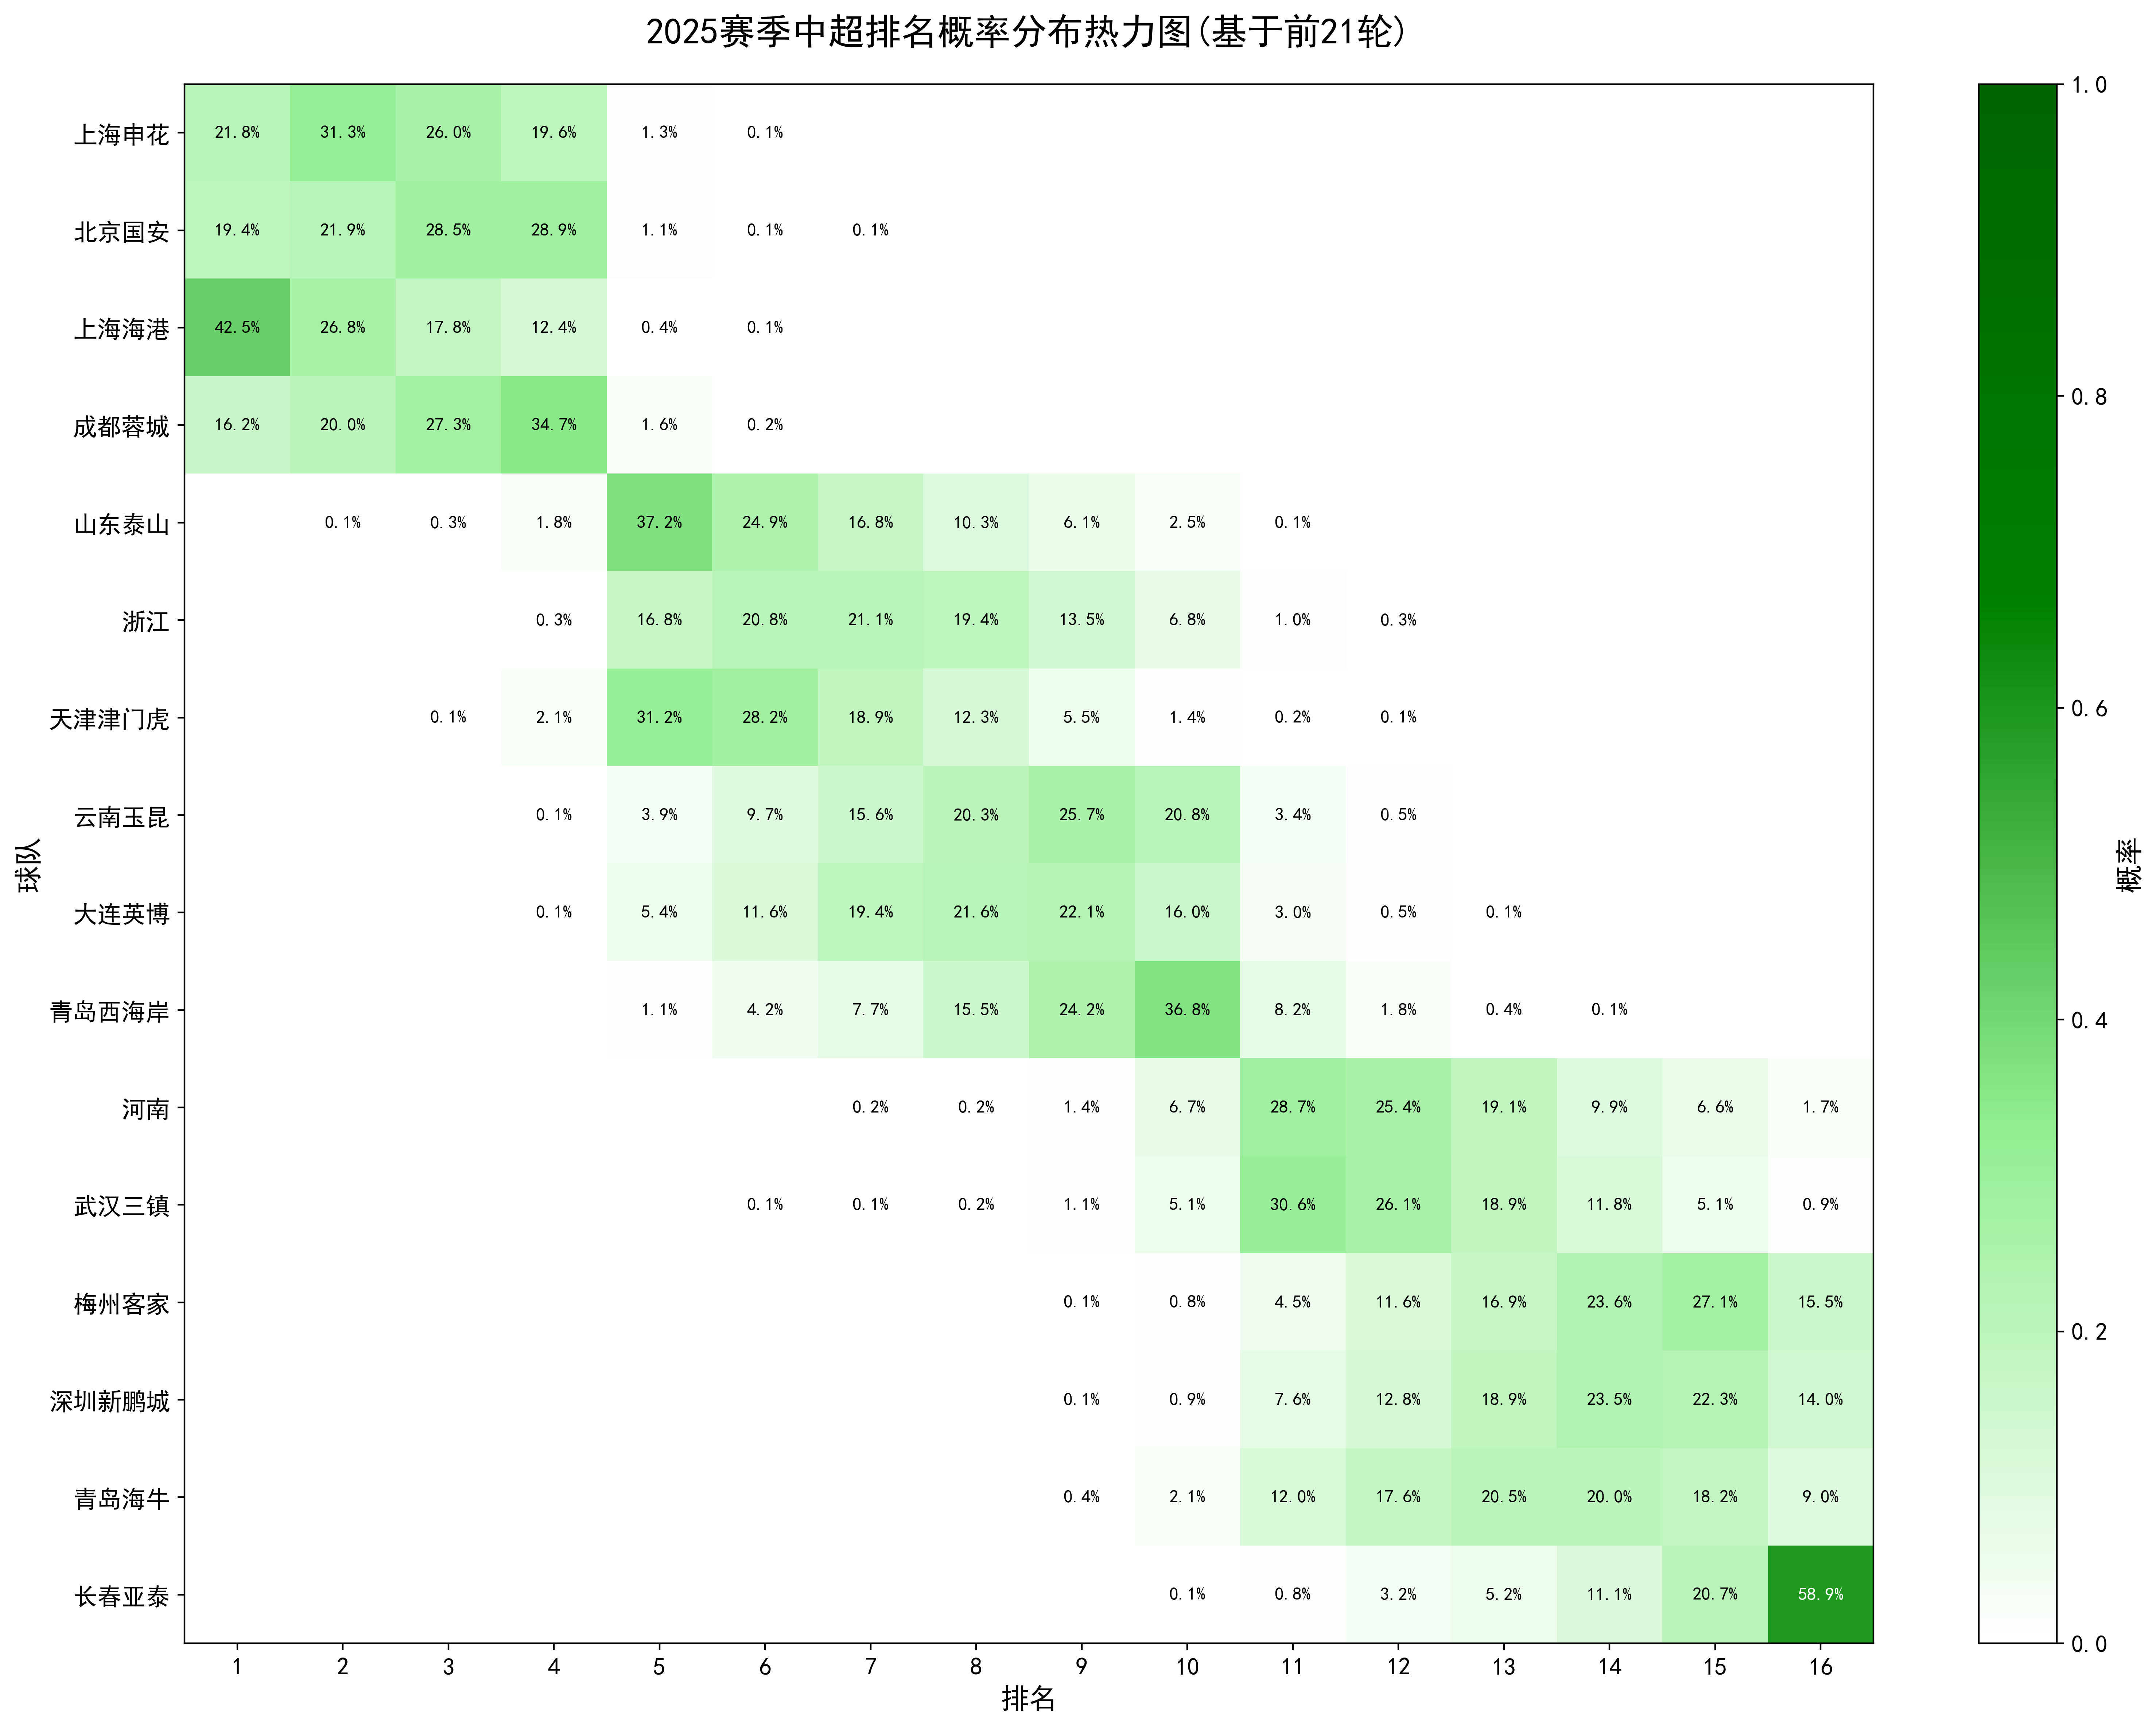 2025赛季中超排名概率分布热力图(基于前21轮)
上海申花 21.8% 31.3% 26.0% 19.6% 1.3% 0.1%
北京国安 19.4% 21.9% 28.5% 28.9% 1.1% 0.1% 0.1%
上海海港 42.5% 26.8% 17.8% 12.4% 0.4% 0.1%
成都蓉城 16.2% 20.0% 27.3% 34.7% 1.6% 0.2%
山东泰山 0.1% 0.3% 1.8% 37.2% 24.9% 16.8% 10.3% 6.1% 2.5% 0.1%
浙江 0.3% 16.8% 20.8% 21.1% 19.4% 13.5% 6.8% 1.0% 0.3%
天津津门虎 0.1% 2.1% 31.2% 28.2% 18.9% 12.3% 5.5% 1.4% 0.2% 0.1%
云南玉昆 0.1% 3.9% 9.7% 15.6% 20.3% 25.7% 20.8% 3.4% 0.5%
大连英博 0.1% 5.4% 11.6% 19.4% 21.6% 22.1% 16.0% 3.0% 0.5% 0.1%
青岛西海岸 1.1% 4.2% 7.7% 15.5% 24.2% 36.8% 8.2% 1.8% 0.4% 0.1%
河南 0.2% 0.2% 1.4% 6.7% 28.7% 25.4% 19.1% 9.9% 6.6% 1.7%
武汉三镇 0.1% 0.1% 0.2% 1.1% 5.1% 30.6% 26.1% 18.9% 11.8% 5.1% 0.9%
梅州客家 0.1% 0.8% 4.5% 11.6% 16.9% 23.6% 27.1% 15.5%
深圳新鹏城 0.1% 0.9% 7.6% 12.8% 18.9% 23.5% 22.3% 14.0%
青岛海牛 0.4% 2.1% 12.0% 17.6% 20.5% 20.0% 18.2% 9.0%
长春亚泰 0.1% 0.8% 3.2% 5.2% 11.1% 20.7% 58.9%
1 2 3 4 5 6 7 8 9 10 11 12 13 14 15 16
排名
球队
1.0
0.8
0.6
0.4
0.2
0.0
概率